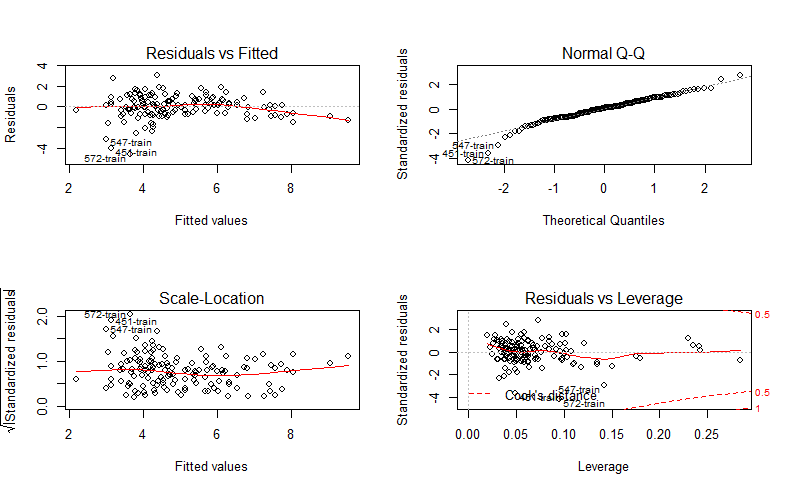 Residuals vs Fitted
Residuals
4
2
0
-4
547-train
451-train
572-train
2
4
6
8
Fitted values
Normal Q-Q
Standardized residuals
2
0
-2
-4
547-train
451-train
572-train
-2
-1
0
1
2
Theoretical Quantiles
Scale-Location
√|Standardized residuals|
2.0
1.0
0.0
572-train
451-train
547-train
2
4
6
8
Fitted values
Residuals vs Leverage
Standardized residuals
2
0
-2
-4
0.5
0.5
1
547-train
451-train
572-train
Cook's distance
0.00
0.05
0.10
0.15
0.20
0.25
Leverage